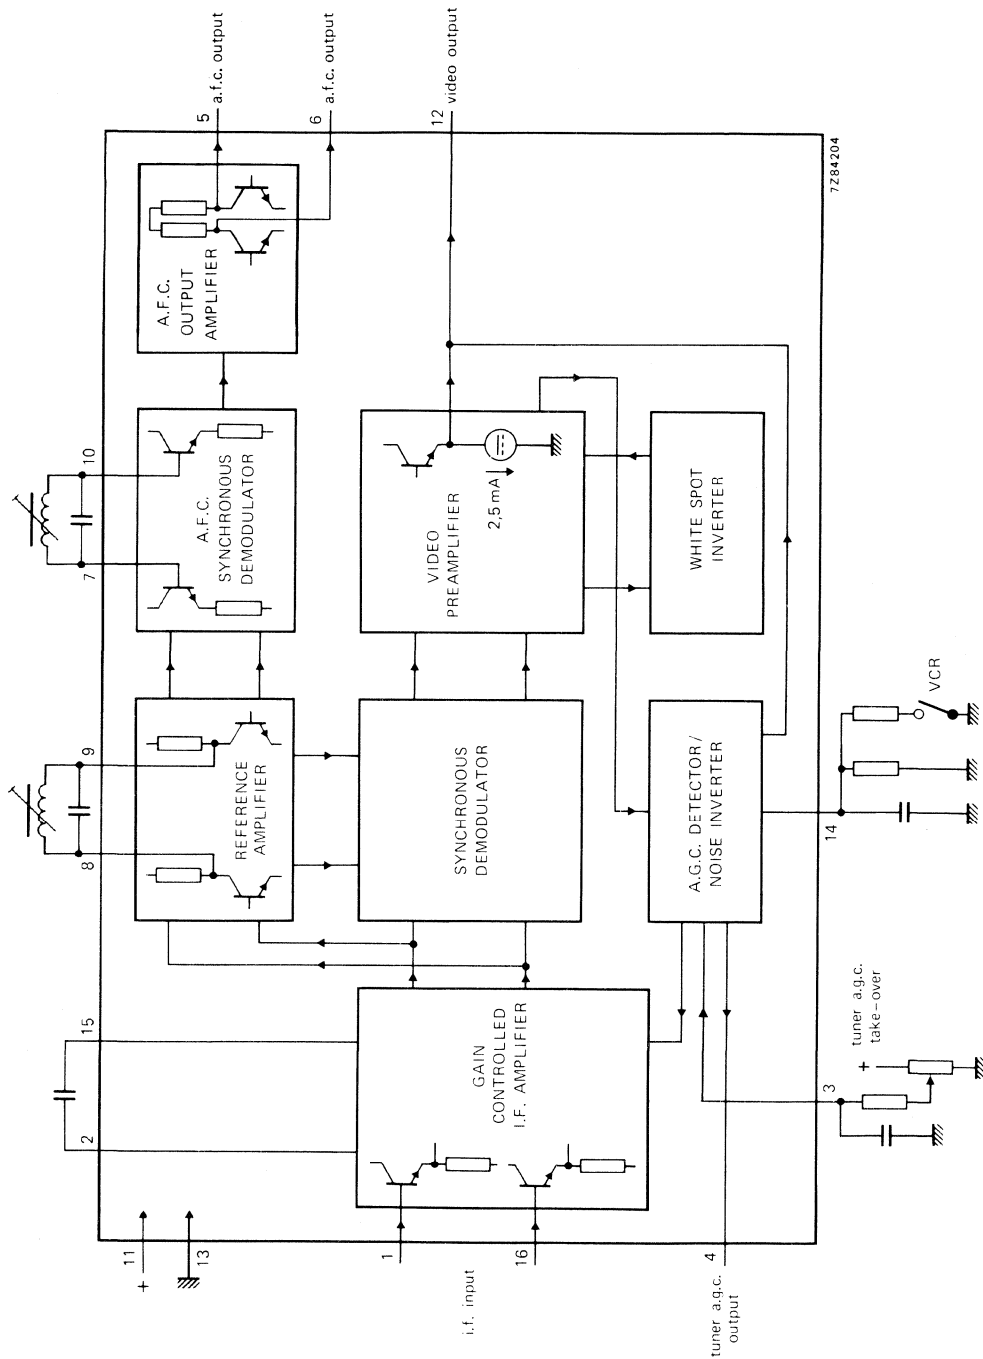 2
15
8
9
7
10
11
+
13
1
i.f. input
16
4
tuner a.g.c.
output
GAIN
CONTROLLED
I.F. AMPLIFIER
REFERENCE
AMPLIFIER
A.F.C.
SYNCHRONOUS
DEMODULATOR
A.F.C.
OUTPUT
AMPLIFIER
5
a.f.c. output
6
a.f.c. output
SYNCHRONOUS
DEMODULATOR
VIDEO
PREAMPLIFIER
2,5mA
12
video output
A.G.C. DETECTOR/
NOISE INVERTER
WHITE SPOT
INVERTER
3
+
tuner a.g.c.
take-over
14
VCR
7Z84204